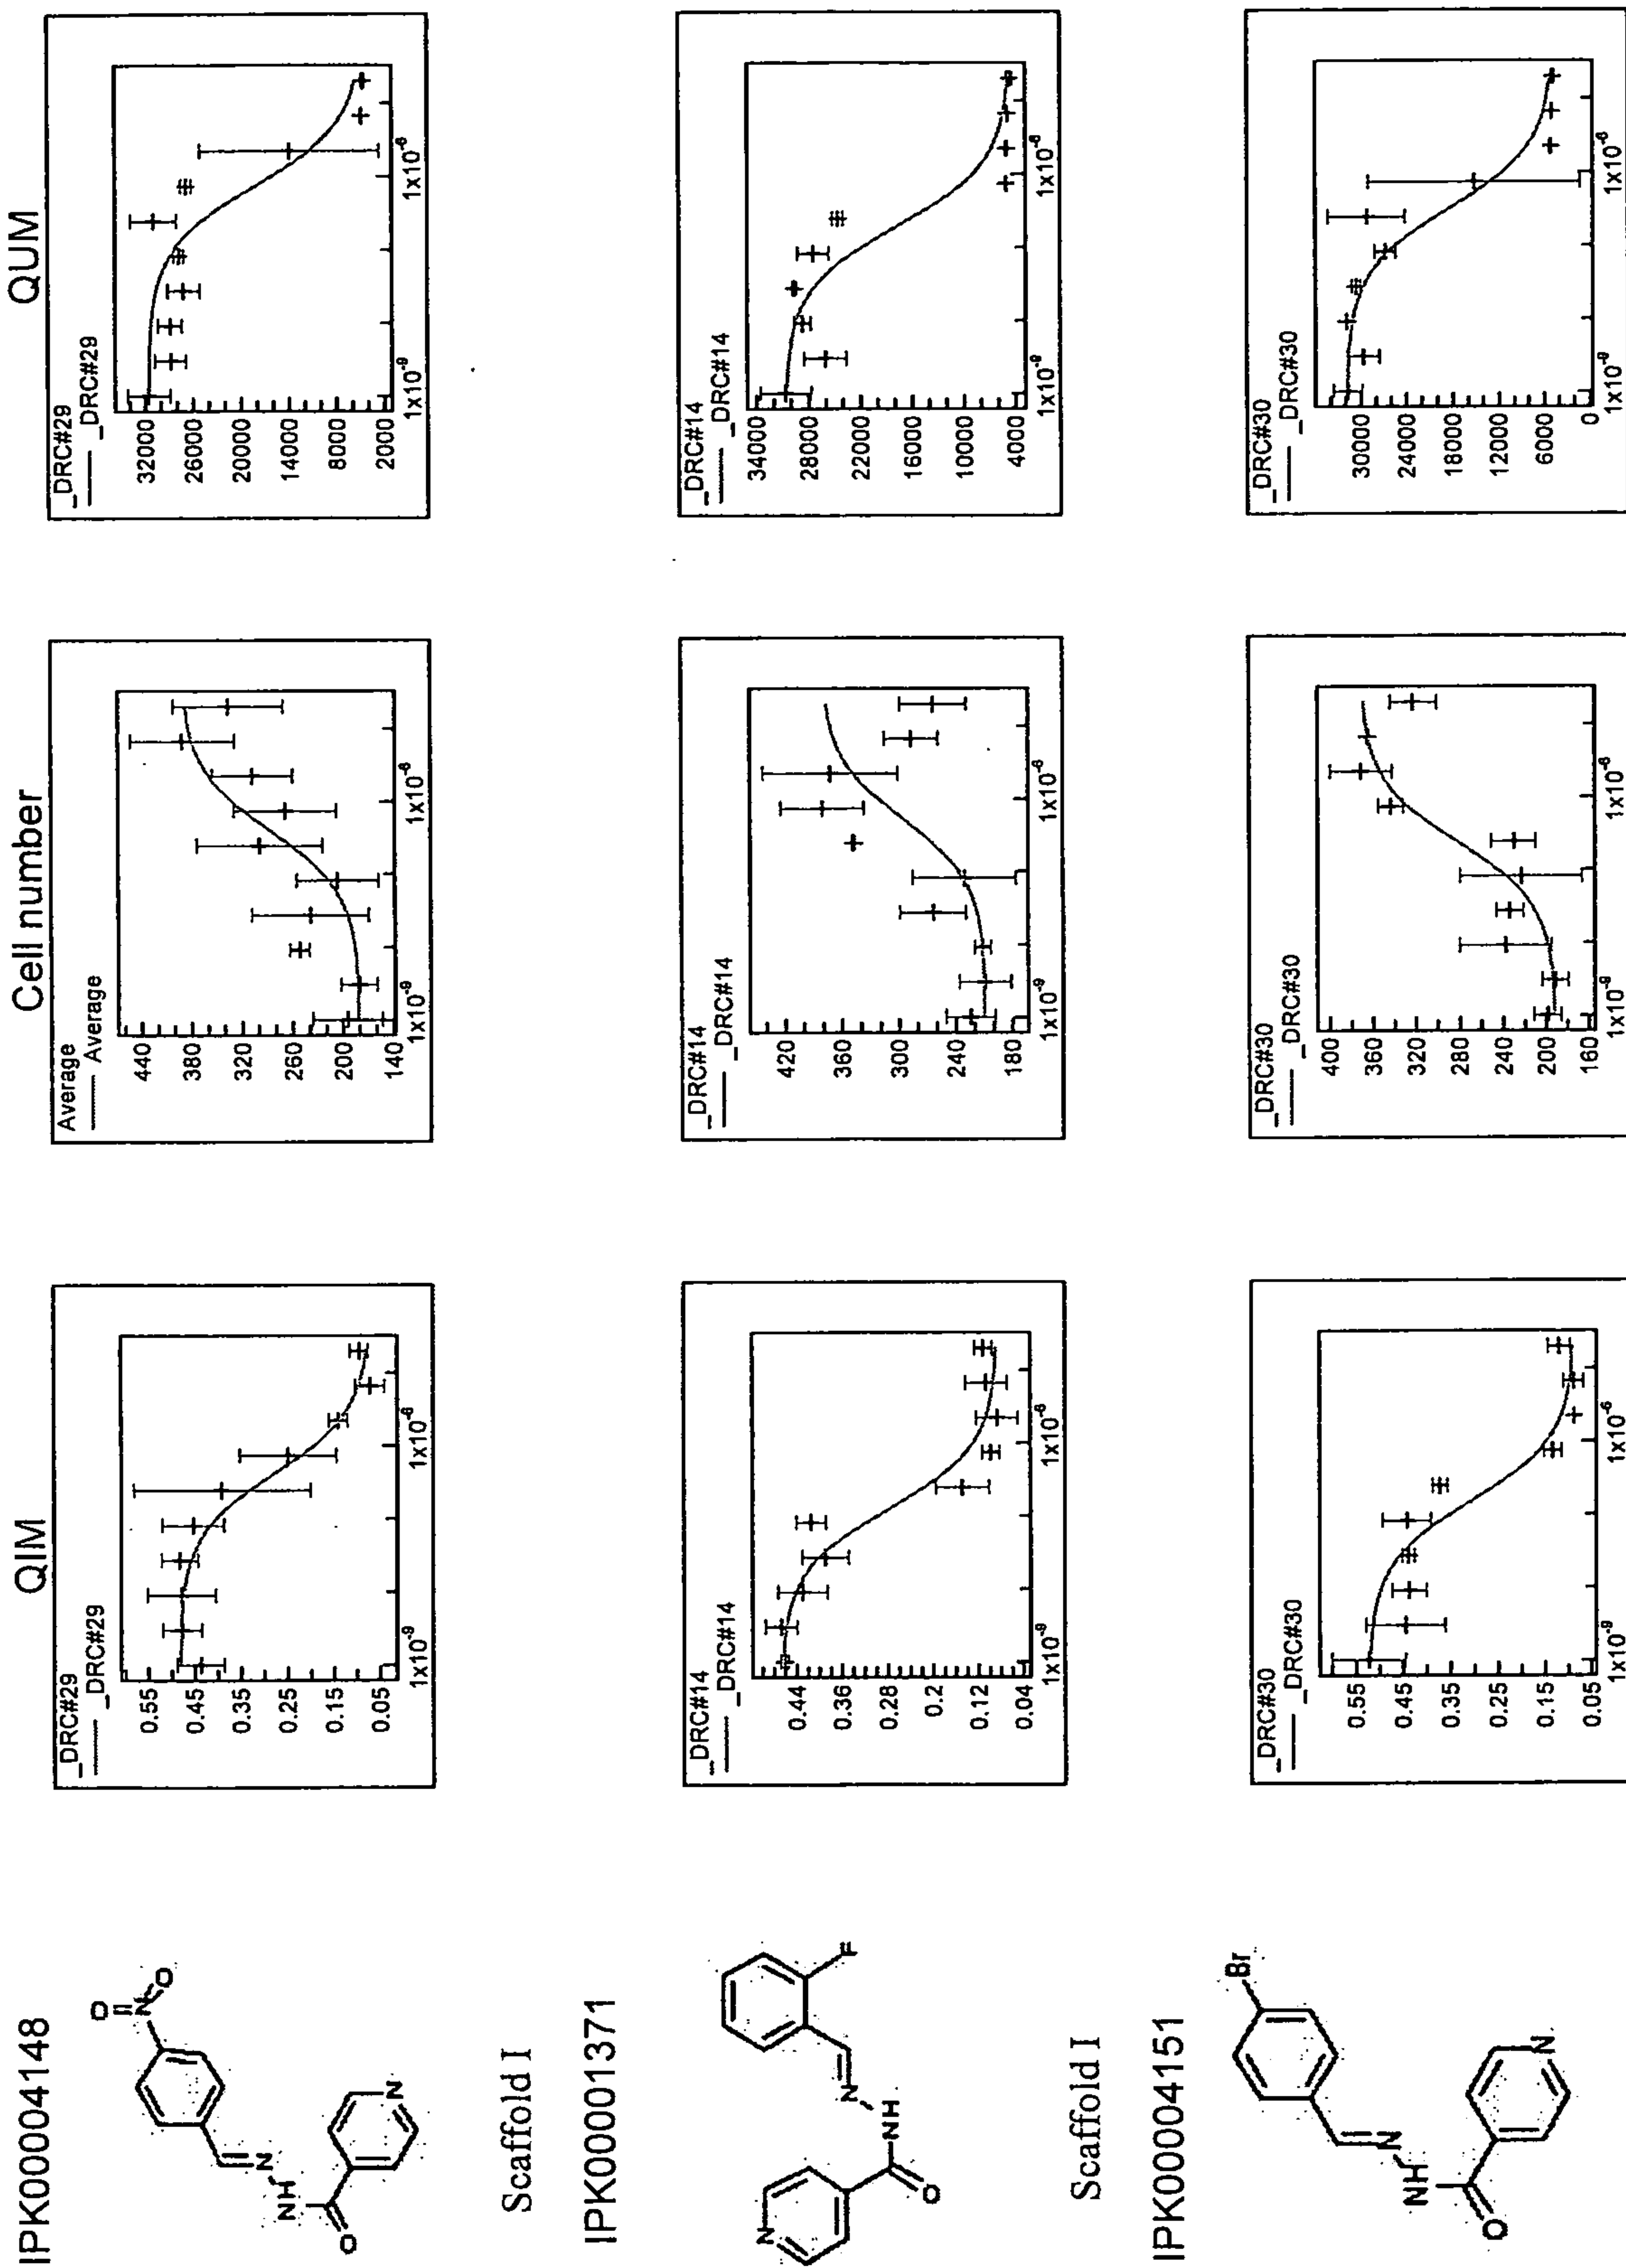 QIM Cell number QUM
IPK0004148
O
N
O
N
NH
O
N
Scaffold I
_DRC#29
_DRC#29
0.55
0.45
0.35
0.25
0.15
0.05
1x10⁻⁹ 1x10⁻⁶
Average
Average
440
380
320
260
200
140
1x10⁻⁹ 1x10⁻⁶
_DRC#29
_DRC#29
32000
26000
20000
14000
8000
2000
1x10⁻⁹ 1x10⁻⁶
IPK0001371
N
F
N
NH
O
Scaffold I
_DRC#14
_DRC#14
0.44
0.36
0.28
0.2
0.12
0.04
1x10⁻⁹ 1x10⁻⁶
_DRC#14
_DRC#14
420
360
300
240
180
1x10⁻⁹ 1x10⁻⁶
_DRC#14
_DRC#14
34000
28000
22000
16000
10000
4000
1x10⁻⁹ 1x10⁻⁶
IPK0004151
Br
N
NH
O
N
_DRC#30
_DRC#30
0.55
0.45
0.35
0.25
0.15
0.05
1x10⁻⁹ 1x10⁻⁶
_DRC#30
_DRC#30
400
360
320
280
240
200
160
1x10⁻⁹ 1x10⁻⁶
_DRC#30
_DRC#30
30000
24000
18000
12000
6000
0
1x10⁻⁹ 1x10⁻⁶